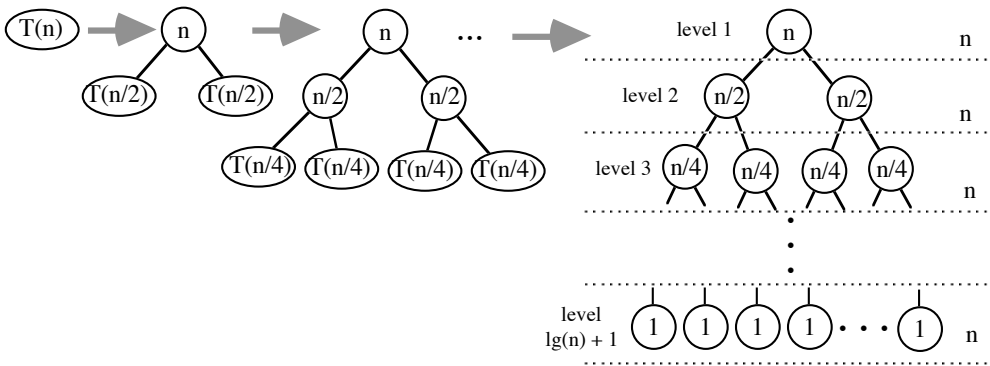 T(n) n n ... level 1 n n
T(n/2) T(n/2) n/2 n/2 level 2 n/2 n/2 n
T(n/4) T(n/4) T(n/4) T(n/4) level 3 n/4 n/4 n/4 n/4 n
level
lg(n) + 1 1 1 1 1 1 n